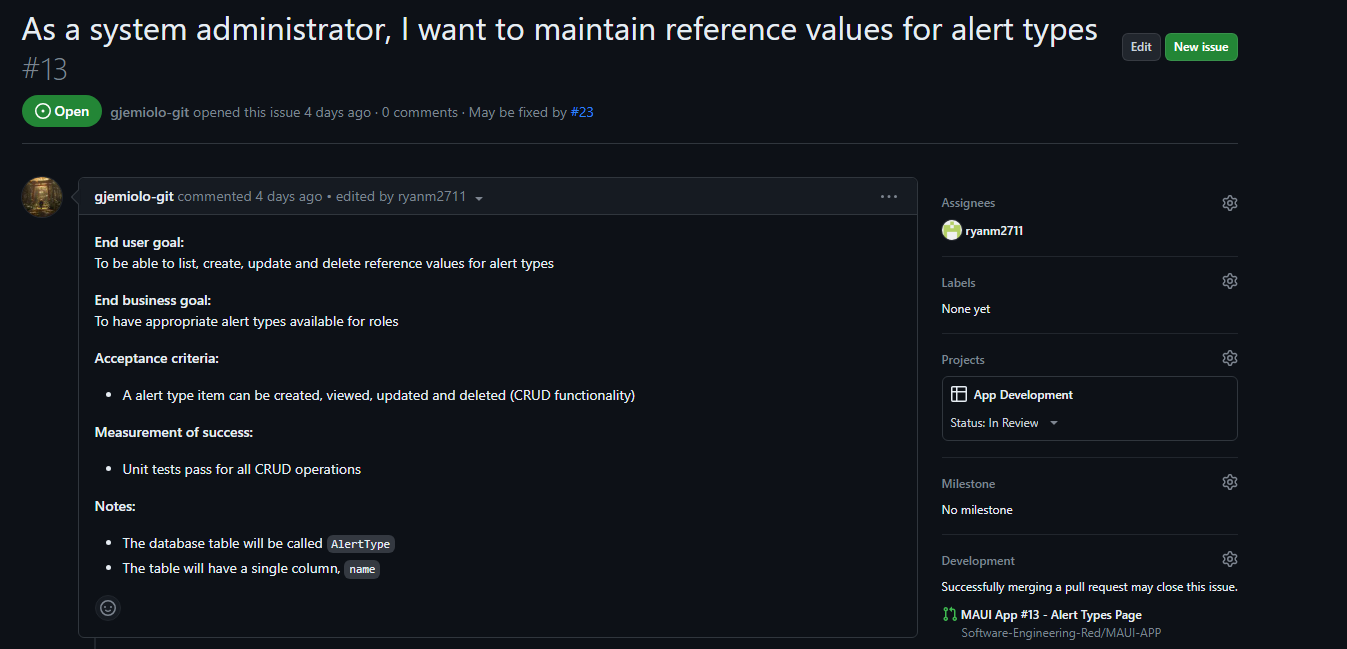 As a system administrator, I want to maintain reference values for alert types
#13
Edit
New issue
Open
gjemiolo-git opened this issue 4 days ago · 0 comments · May be fixed by #23
gjemiolo-git commented 4 days ago • edited by ryanm2711
End user goal:
To be able to list, create, update and delete reference values for alert types
End business goal:
To have appropriate alert types available for roles
Acceptance criteria:
• A alert type item can be created, viewed, updated and deleted (CRUD functionality)
Measurement of success:
• Unit tests pass for all CRUD operations
Notes:
• The database table will be called AlertType
• The table will have a single column, name
Assignees
ryanm2711
Labels
None yet
Projects
App Development
Status: In Review
Milestone
No milestone
Development
Successfully merging a pull request may close this issue.
MAUI App #13 - Alert Types Page
Software-Engineering-Red/MAUI-APP